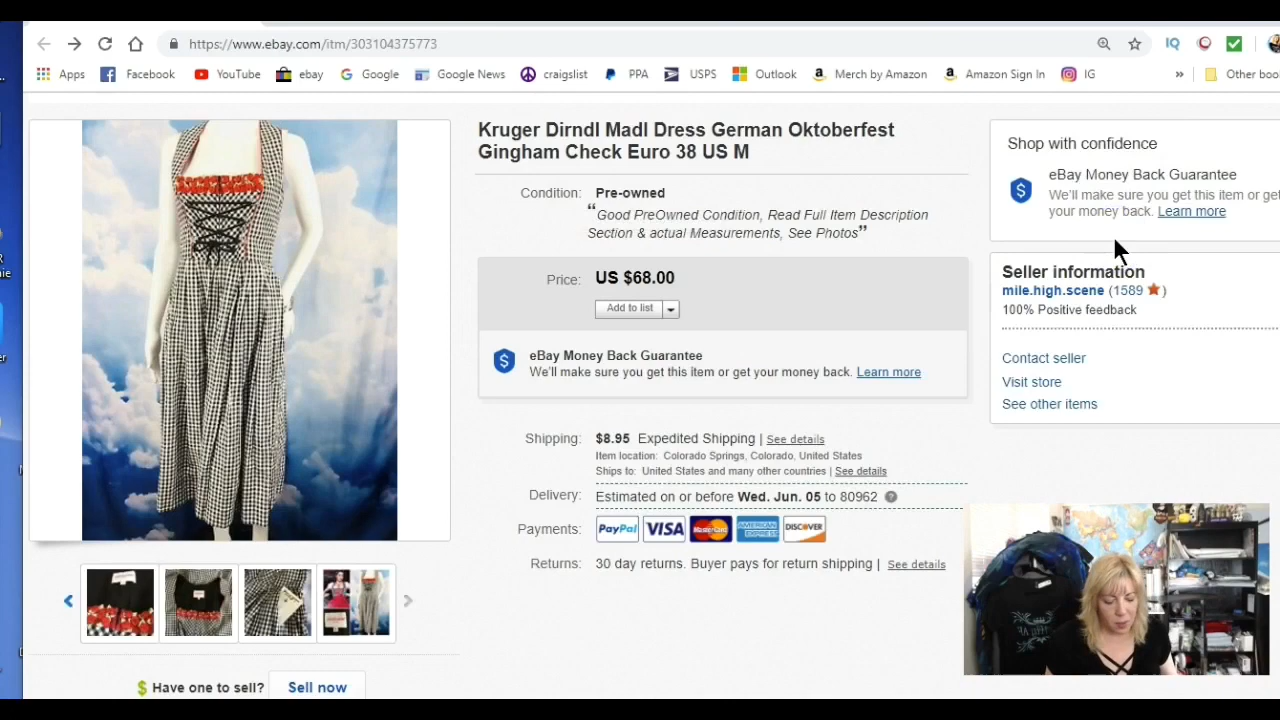 https://www.ebay.com/itm/303104375773
IQ
Apps Facebook YouTube ebay Google Google News craigslist PPA USPS Outlook Merch by Amazon Amazon Sign In IG » Other boo
Kruger Dirndl Madl Dress German Oktoberfest
Gingham Check Euro 38 US M
Condition: Pre-owned
“Good PreOwned Condition, Read Full Item Description
Section & actual Measurements, See Photos”
Price: US $68.00
Add to list
eBay Money Back Guarantee
We'll make sure you get this item or get your money back. Learn more
Shipping: $8.95 Expedited Shipping | See details
Item location: Colorado Springs, Colorado, United States
Ships to: United States and many other countries | See details
Delivery: Estimated on or before Wed. Jun. 05 to 80962
Payments: PayPal VISA MasterCard AMERICAN EXPRESS DISCOVER
Returns: 30 day returns. Buyer pays for return shipping | See details
Shop with confidence
eBay Money Back Guarantee
We'll make sure you get this item or get
your money back. Learn more
Seller information
mile.high.scene (1589 )
100% Positive feedback
Contact seller
Visit store
See other items
$ Have one to sell? Sell now